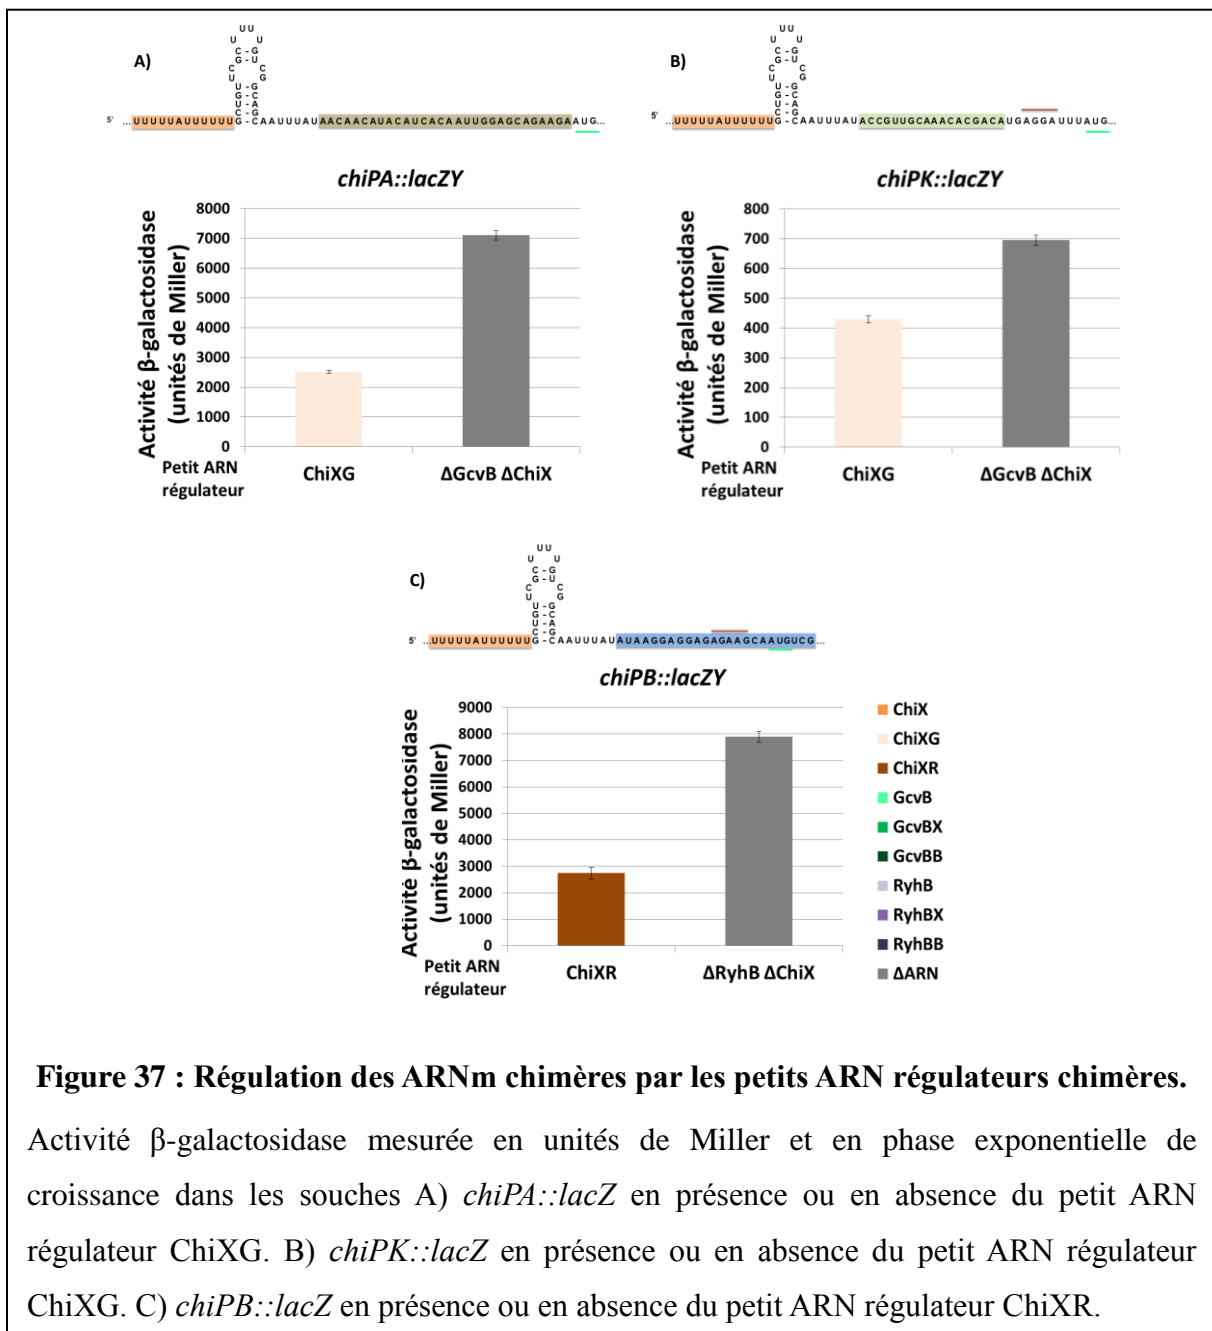 A)
5' ...UUUUUAUUUUUUG-CAAUUUAUAACAACAUACAUCACAAUUGGAGCAGAAGAAUG...
chiPA::lacZY
Activité β-galactosidase
(unités de Miller)
8000
7000
6000
5000
4000
3000
2000
1000
0
Petit ARN
régulateur
ChiXG
ΔGcvB ΔChiX
B)
5' ...UUUUUAUUUUUUG-CAAUUUAUACCGUUGCAAACACGACAUGAGGAUUUAUG...
chiPK::lacZY
Activité β-galactosidase
(unités de Miller)
800
700
600
500
400
300
200
100
0
Petit ARN
régulateur
ChiXG
ΔGcvB ΔChiX
C)
5' ...UUUUUAUUUUUUG-CAAUUUAUAUAAGGAGGAGAGAAGCAAUGUCG...
chiPB::lacZY
Activité β-galactosidase
(unités de Miller)
9000
8000
7000
6000
5000
4000
3000
2000
1000
0
Petit ARN
régulateur
ChiXR
ΔRyhB ΔChiX
ChiX
ChiXG
ChiXR
GcvB
GcvBX
GcvBB
RyhB
RyhBX
RyhBB
ΔARN
Figure 37 : Régulation des ARNm chimères par les petits ARN régulateurs chimères.
Activité β-galactosidase mesurée en unités de Miller et en phase exponentielle de
croissance dans les souches A) chiPA::lacZ en présence ou en absence du petit ARN
régulateur ChiXG. B) chiPK::lacZ en présence ou en absence du petit ARN régulateur
ChiXG. C) chiPB::lacZ en présence ou en absence du petit ARN régulateur ChiXR.